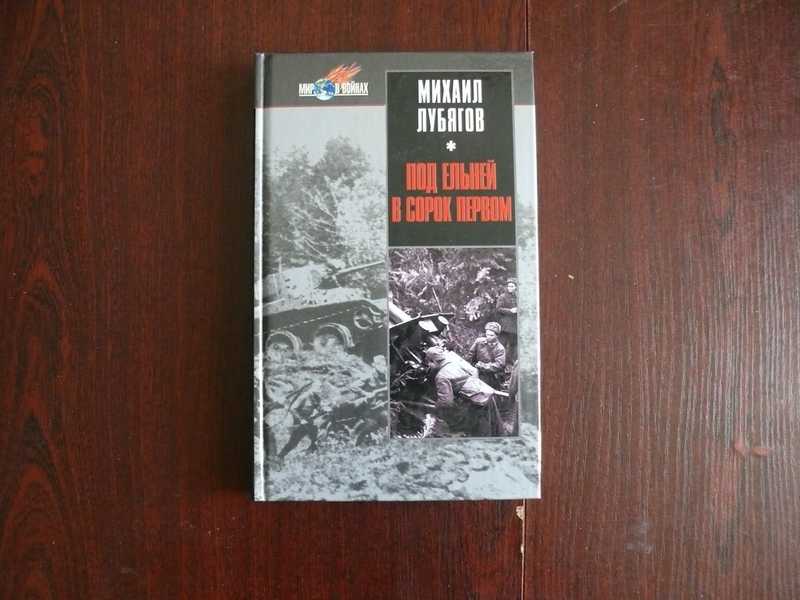 МИР В ВОЙНАХ
МИХАИЛ
ЛУБЯГОВ
*
ПОД ЕЛЬНЕЙ
В СОРОК ПЕРВОМ